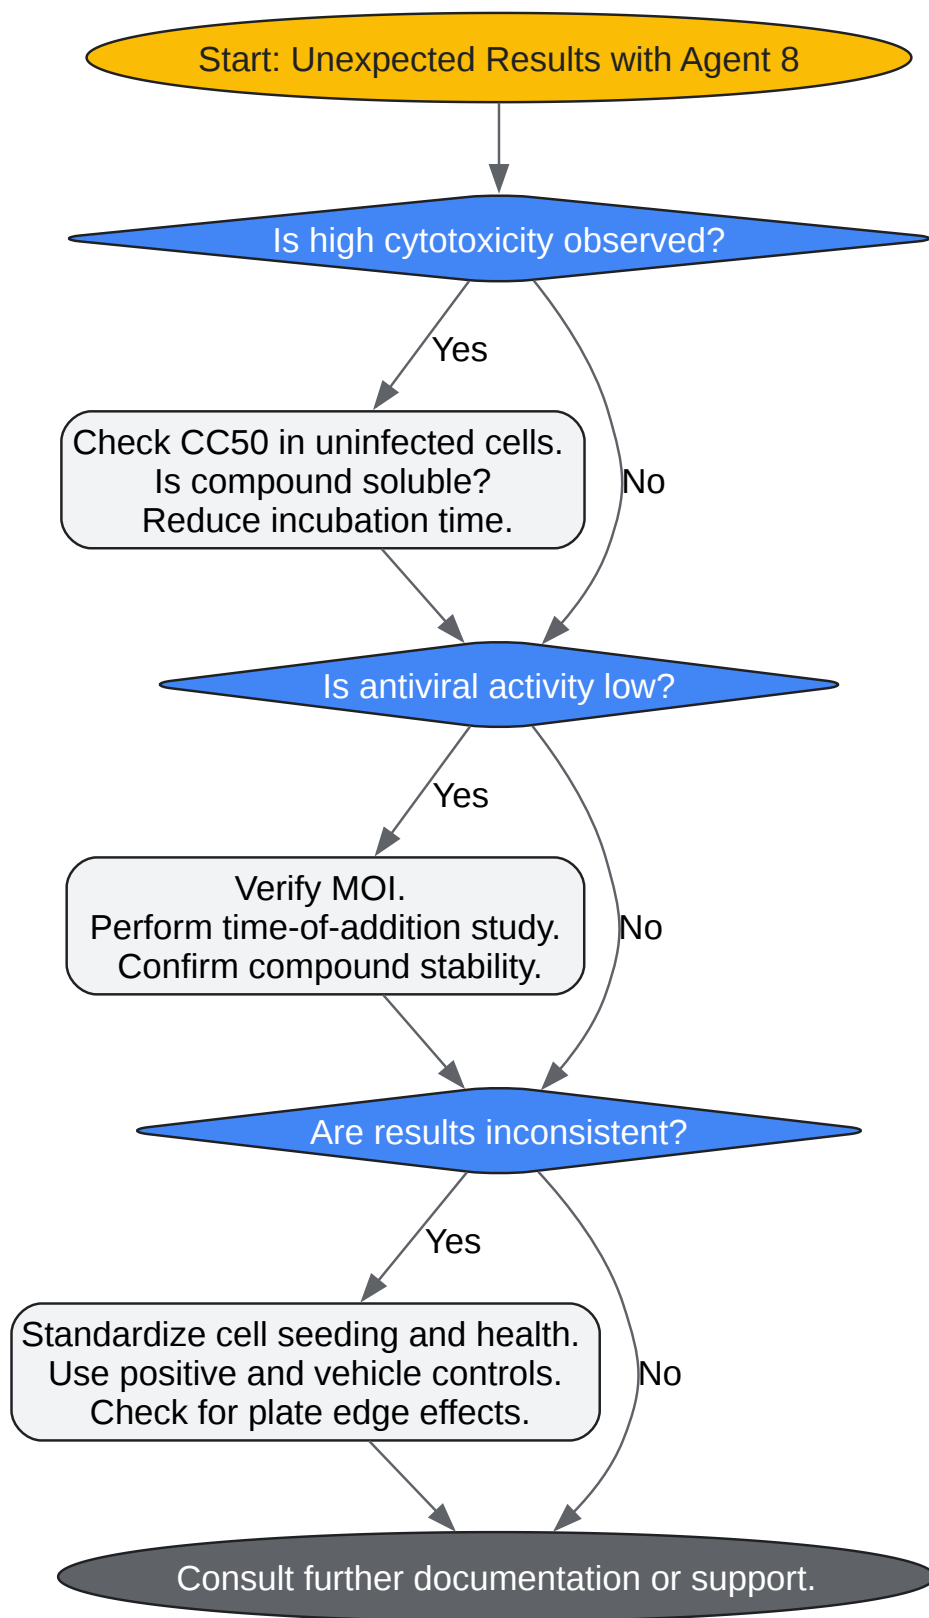 Start: Unexpected Results with Agent 8
Is high cytotoxicity observed?
Yes
Check CC50 in uninfected cells.
Is compound soluble?
Reduce incubation time.
No
Is antiviral activity low?
Yes
Verify MOI.
Perform time-of-addition study.
Confirm compound stability.
No
Are results inconsistent?
Yes
Standardize cell seeding and health.
Use positive and vehicle controls.
Check for plate edge effects.
No
Consult further documentation or support.